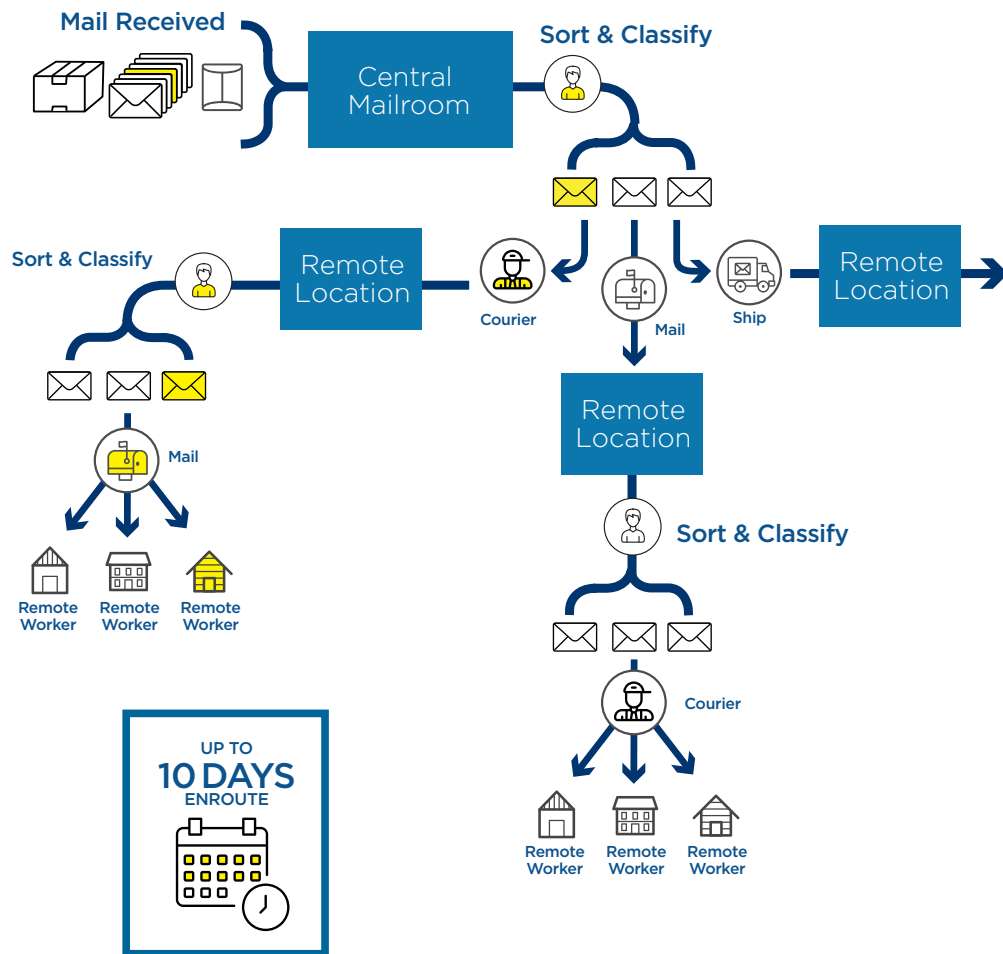 Mail Received
Sort & Classify
Central
Mailroom
Sort & Classify
Remote
Location
Courier
Mail
Ship
Remote
Location
Mail
Remote
Location
Remote
Worker
Remote
Worker
Remote
Worker
Sort & Classify
Courier
UP TO
10 DAYS
ENROUTE
Remote
Worker
Remote
Worker
Remote
Worker